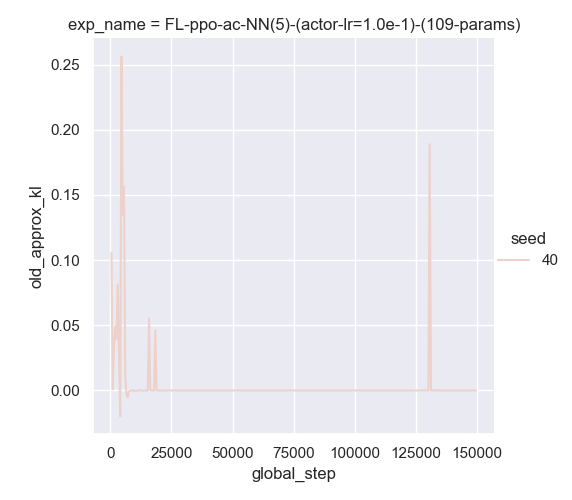 exp_name = FL-ppo-ac-NN(5)-(actor-lr=1.0e-1)-(109-params)
0.25
0.20
0.15
0.10
0.05
0.00
old_approx_kl
seed
40
0 25000 50000 75000 100000 125000 150000
global_step